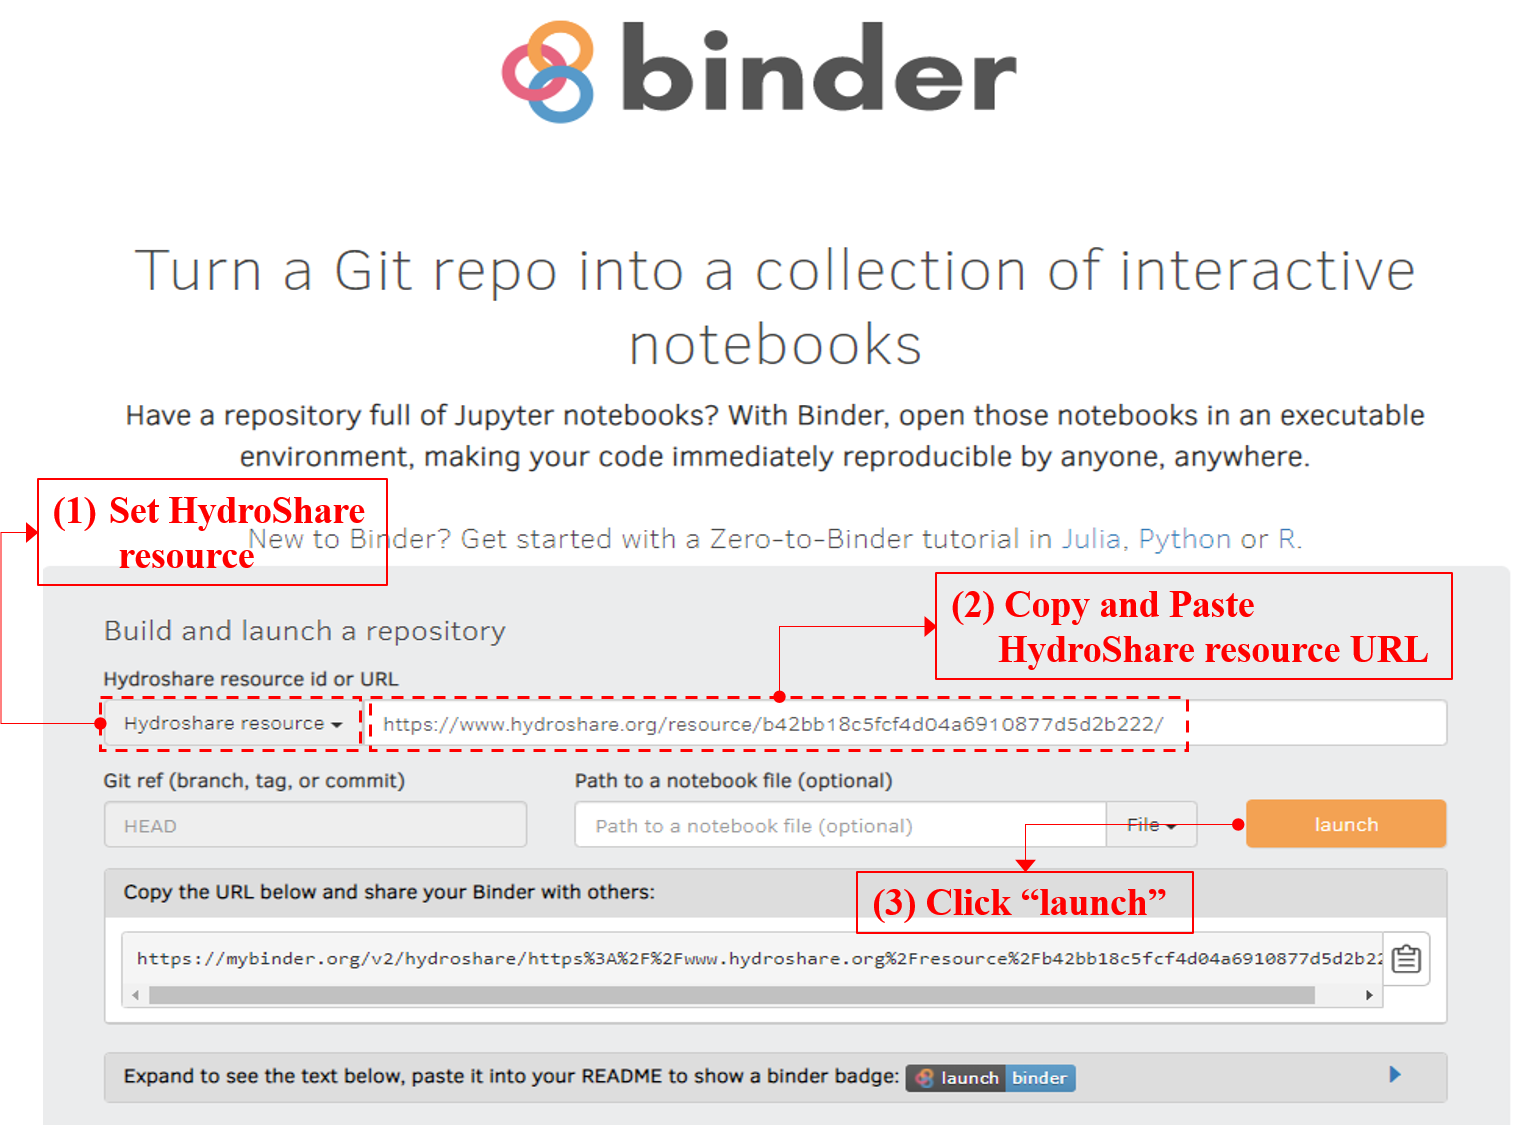 binder
Turn a Git repo into a collection of interactive
notebooks
Have a repository full of Jupyter notebooks? With Binder, open those notebooks in an executable
environment, making your code immediately reproducible by anyone, anywhere.
(1) Set HydroShare
resource
New to Binder? Get started with a Zero-to-Binder tutorial in Julia, Python or R.
(2) Copy and Paste
HydroShare resource URL
Build and launch a repository
Hydroshare resource id or URL
Hydroshare resource https://www.hydroshare.org/resource/b42bb18c5fcf4d04a6910877d5d2b222/
Git ref (branch, tag, or commit) Path to a notebook file (optional)
HEAD Path to a notebook file (optional) File launch
Copy the URL below and share your Binder with others:
(3) Click “launch”
https://mybinder.org/v2/hydroshare/https%3A%2F%2Fwww.hydroshare.org%2Fresource%2Fb42bb18c5fcf4d04a6910877d5d2b22
Expand to see the text below, paste it into your README to show a binder badge: launch binder